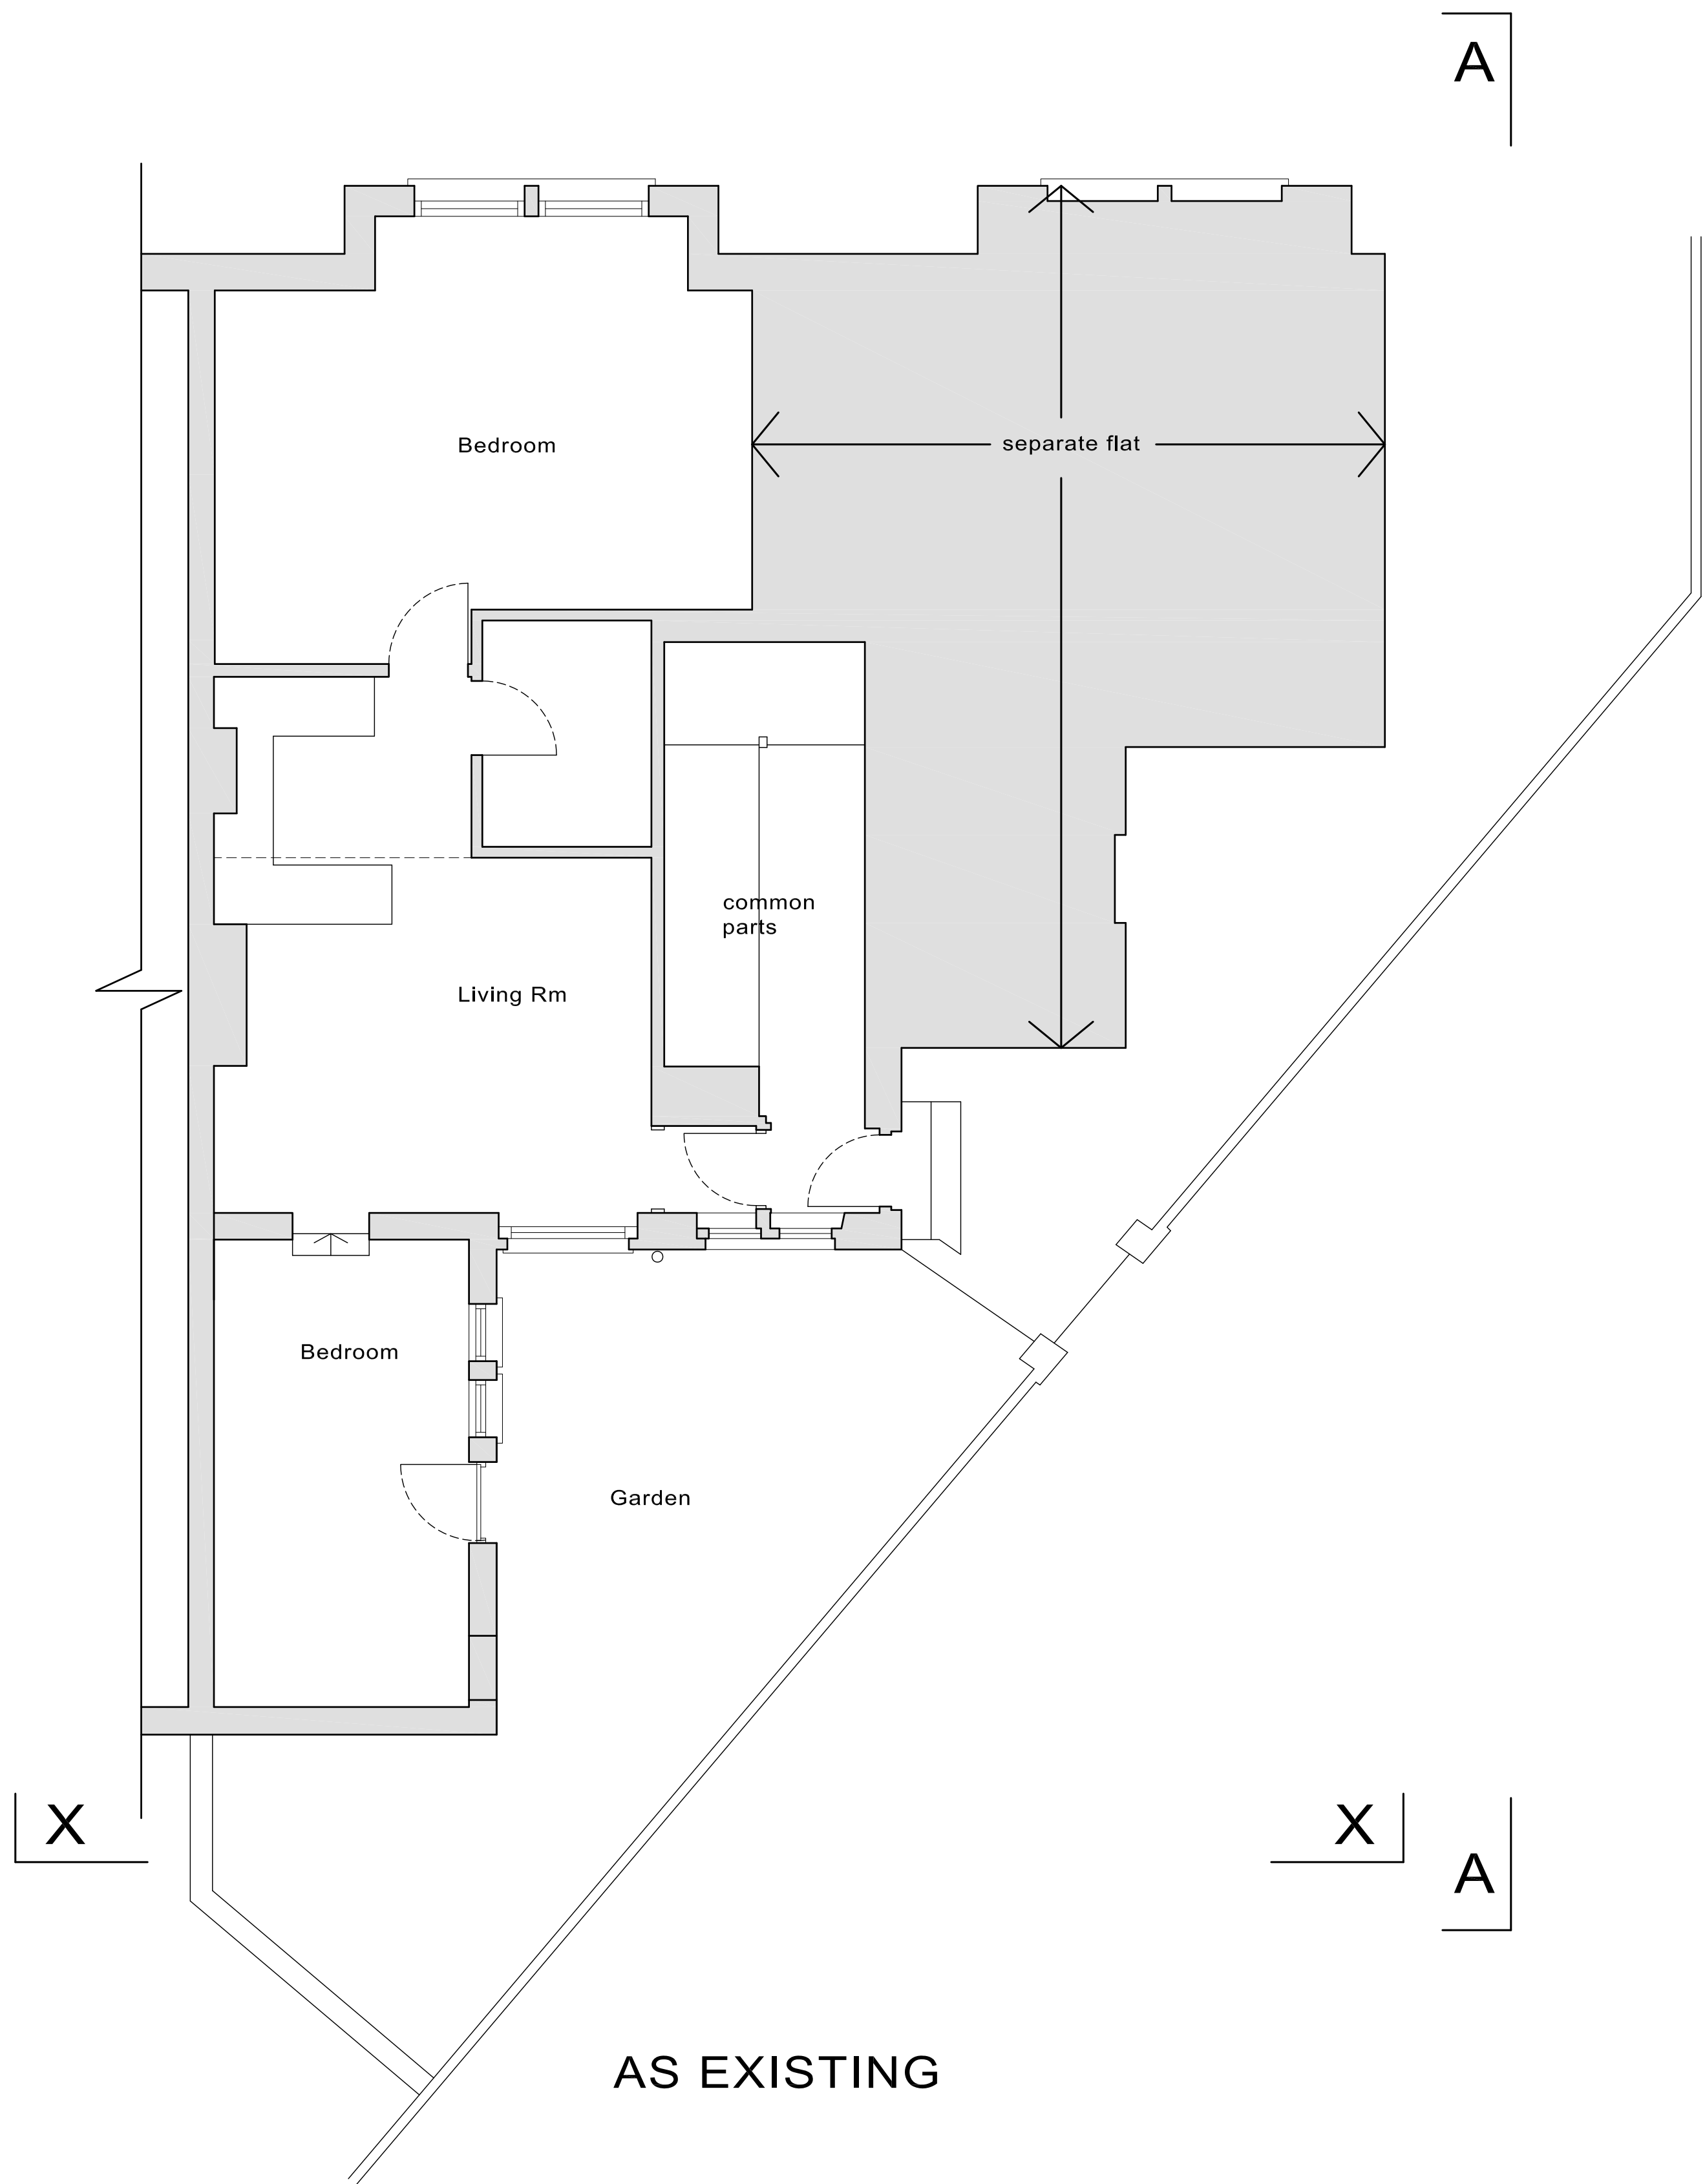 A
Bedroom
separate flat
common
parts
Living Rm
Bedroom
Garden
X
X
A
AS EXISTING